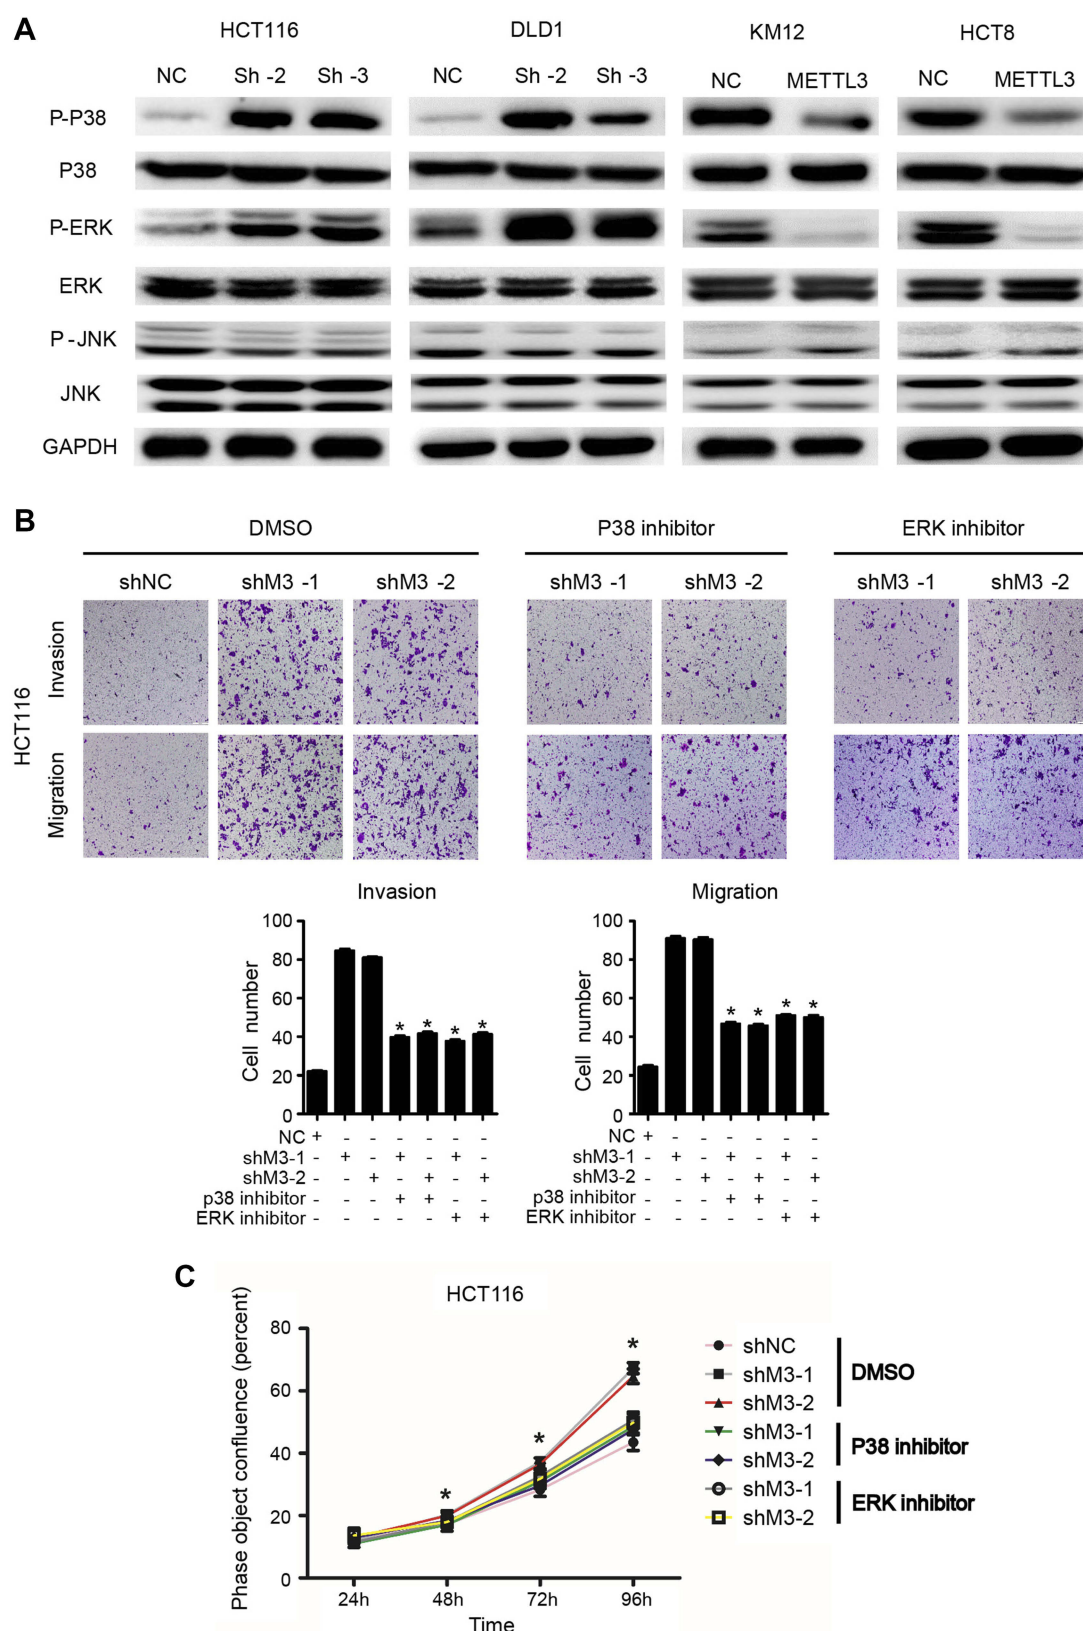 A
HCT116 DLD1 KM12 HCT8
NC Sh -2 Sh -3 NC Sh -2 Sh -3 NC METTL3 NC METTL3
P-P38
P38
P-ERK
ERK
P -JNK
JNK
GAPDH
B
DMSO P38 inhibitor ERK inhibitor
shNC shM3 -1 shM3 -2 shM3 -1 shM3 -2 shM3 -1 shM3 -2
HCT116
Invasion
Migration
Invasion Migration
Cell number
100
80
60
40
20
0
* * * *
NC + - - - - - -
shM3-1 - + - + - + -
shM3-2 - - + - + - +
p38 inhibitor - - - + + - -
ERK inhibitor - - - - - + +
Cell number
100
80
60
40
20
0
* * * *
NC + - - - - - -
shM3-1 - + - + - + -
shM3-2 - - + - + - +
p38 inhibitor - - - + + - -
ERK inhibitor - - - - - + +
C
HCT116
Phase object confluence (percent)
80
60
40
20
0
* * *
24h 48h 72h 96h
Time
shNC
shM3-1
shM3-2
DMSO
shM3-1
shM3-2
P38 inhibitor
shM3-1
shM3-2
ERK inhibitor